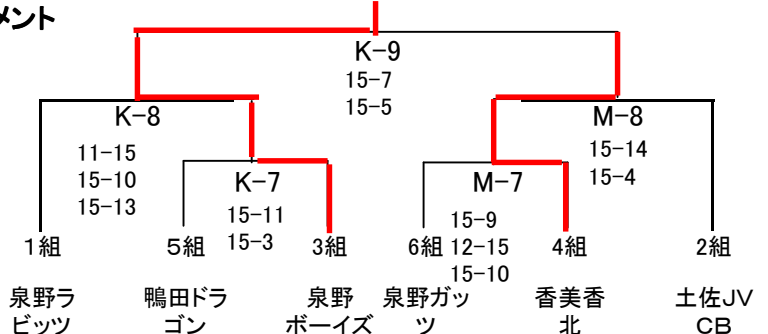 メント
K-9
15-7
15-5
K-8
11-15
15-10
15-13
M-8
15-14
15-4
K-7
15-11
15-3
M-7
15-9
12-15
15-10
1組
5組
3組
6組
4組
2組
泉野ラ
ビッツ
鴨田ドラ
ゴン
泉野
ボーイズ
泉野ガッ
ツ
香美香
北
土佐JV
CB